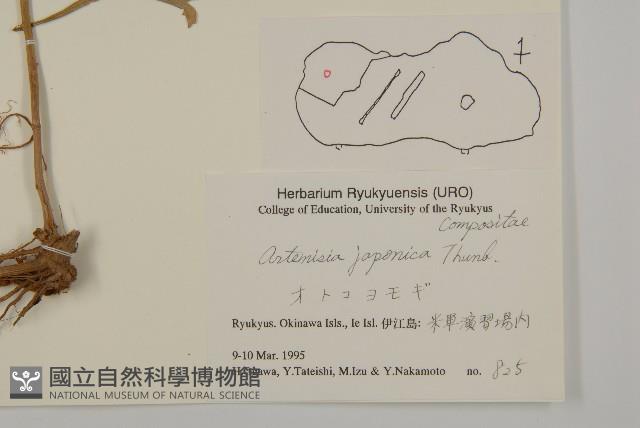 Herbarium Ryukyuensis (URO)
College of Education, University of the Ryukyus
Compositae
Artemisia japonica Thunb.
オトコヨモギ
Ryukyus. Okinawa Isls., Ie Isl. 伊江島: 米軍演習場内
9-10 Mar. 1995
Y.Tateishi, M.Izu & Y.Nakamoto no. 825
國立自然科學博物館
NATIONAL MUSEUM OF NATURAL SCIENCE